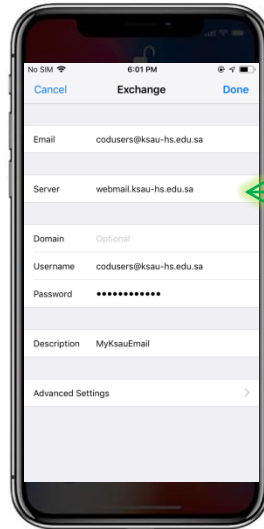 No SIM 6:01 PM
Cancel Exchange Done
Email codusers@ksau-hs.edu.sa
Server webmail.ksau-hs.edu.sa
Domain Optional
Username codusers@ksau-hs.edu.sa
Password ••••••••••••
Description MyKsauEmail
Advanced Settings